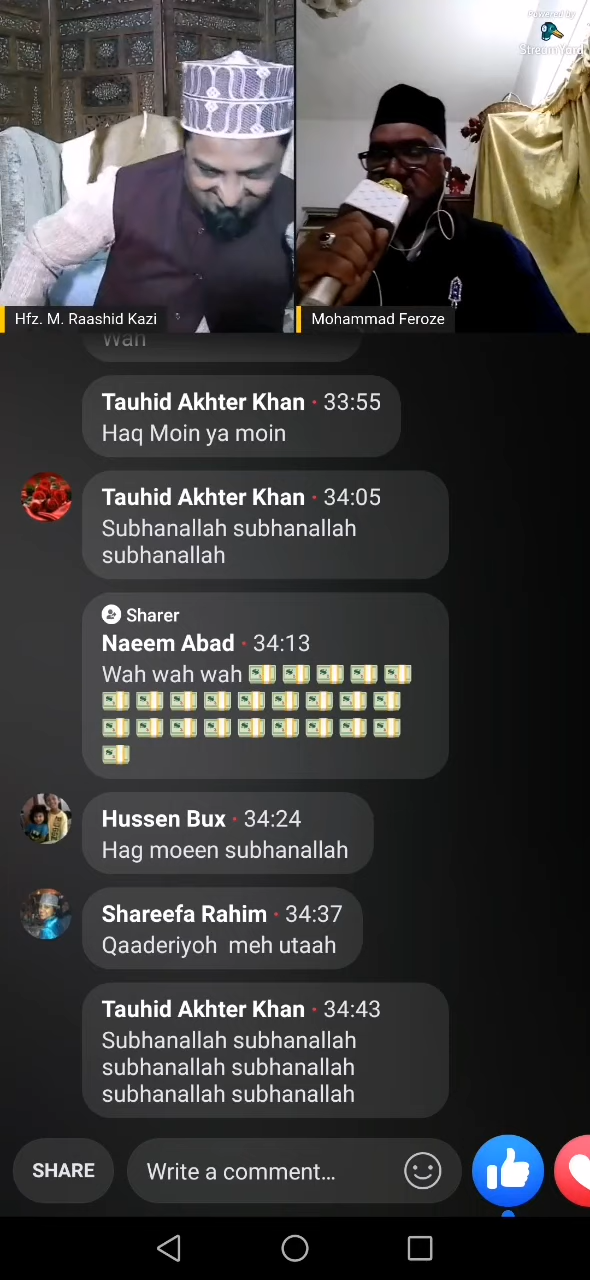 Powered by
StreamYard
Hfz. M. Raashid Kazi
Mohammad Feroze
Wah
Tauhid Akhter Khan · 33:55
Haq Moin ya moin
Tauhid Akhter Khan · 34:05
Subhanallah subhanallah
subhanallah
Sharer
Naeem Abad · 34:13
Wah wah wah 💵 💵 💵 💵 💵
💵 💵 💵 💵 💵 💵 💵 💵 💵
💵 💵 💵 💵 💵 💵 💵 💵 💵
💵
Hussen Bux · 34:24
Hag moeen subhanallah
Shareefa Rahim · 34:37
Qaaderiyoh  meh utaah
Tauhid Akhter Khan · 34:43
Subhanallah subhanallah
subhanallah subhanallah
subhanallah subhanallah
SHARE
Write a comment...